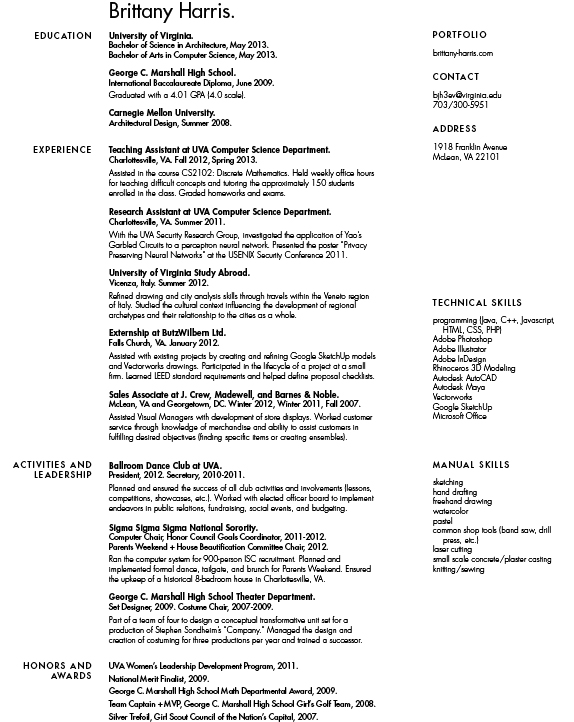 Brittany Harris.
EDUCATION
University of Virginia.
Bachelor of Science in Architecture, May 2013.
Bachelor of Arts in Computer Science, May 2013.
George C. Marshall High School.
International Baccalaureate Diploma, June 2009.
Graduated with a 4.01 GPA (4.0 scale).
Carnegie Mellon University.
Architectural Design, Summer 2008.
EXPERIENCE
Teaching Assistant at UVA Computer Science Department.
Charlottesville, VA. Fall 2012, Spring 2013.
Assisted in the course CS2102: Discrete Mathematics. Held weekly office hours
for teaching difficult concepts and tutoring the approximately 150 students
enrolled in the class. Graded homeworks and exams.
Research Assistant at UVA Computer Science Department.
Charlottesville, VA. Summer 2011.
With the UVA Security Research Group, investigated the application of Yao's
Garbled Circuits to a perceptron neural network. Presented the poster "Privacy
Preserving Neural Networks" at the USENIX Security Conference 2011.
University of Virginia Study Abroad.
Vicenza, Italy. Summer 2012.
Refined drawing and city analysis skills through travels within the Veneto region
of Italy. Studied the cultural context influencing the development of regional
archetypes and their relationship to the cities as a whole.
Externship at ButzWilbern Ltd.
Falls Church, VA. January 2012.
Assisted with existing projects by creating and refining Google SketchUp models
and Vectorworks drawings. Participated in the lifecycle of a project at a small
firm. Learned LEED standard requirements and helped define proposal checklists.
Sales Associate at J. Crew, Madewell, and Barnes & Noble.
McLean, VA and Georgetown, DC. Winter 2012, Winter 2011, Fall 2007.
Assisted Visual Managers with development of store displays. Worked customer
service through knowledge of merchandise and ability to assist customers in
fulfilling desired objectives (finding specific items or creating ensembles).
ACTIVITIES AND
LEADERSHIP
Ballroom Dance Club at UVA.
President, 2012. Secretary, 2010-2011.
Planned and ensured the success of all club activities and involvements (lessons,
competitions, showcases, etc.). Worked with elected officer board to implement
endeavors in public relations, fundraising, social events, and budgeting.
Sigma Sigma Sigma National Sorority.
Computer Chair, Honor Council Goals Coordinator, 2011-2012.
Parents Weekend + House Beautification Committee Chair, 2012.
Ran the computer system for 900-person ISC recruitment. Planned and
implemented formal dance, tailgate, and brunch for Parents Weekend. Ensured
the upkeep of a historical 8-bedroom house in Charlottesville, VA.
George C. Marshall High School Theater Department.
Set Designer, 2009. Costume Chair, 2007-2009.
Part of a team of four to design a conceptual transformative unit set for a
production of Stephen Sondheim's "Company." Managed the design and
creation of costuming for three productions per year and trained a successor.
HONORS AND
AWARDS
UVA Women's Leadership Development Program, 2011.
National Merit Finalist, 2009.
George C. Marshall High School Math Departmental Award, 2009.
Team Captain + MVP, George C. Marshall High School Girl's Golf Team, 2008.
Silver Trefoil, Girl Scout Council of the Nation's Capital, 2007.
PORTFOLIO
brittany-harris.com
CONTACT
bjh3ev@virginia.edu
703/300-5951
ADDRESS
1918 Franklin Avenue
McLean, VA 22101
TECHNICAL SKILLS
programming (Java, C++, Javascript,
HTML, CSS, PHP)
Adobe Photoshop
Adobe Illustrator
Adobe InDesign
Rhinoceros 3D Modeling
Autodesk AutoCAD
Autodesk Maya
Vectorworks
Google SketchUp
Microsoft Office
MANUAL SKILLS
sketching
hand drafting
freehand drawing
watercolor
pastel
common shop tools (band saw, drill
press, etc.)
laser cutting
small scale concrete/plaster casting
knitting/sewing